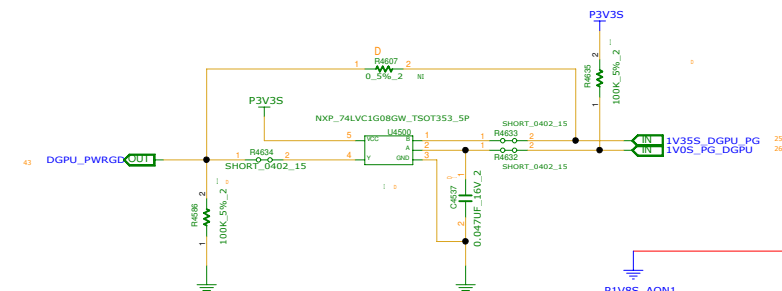 P3V3S
D
1 R4607 2
0_5%_2 NI
R4635
100K_5%_2
2
1
P3V3S
NXP_74LVC1G08GW_TSOT353_5P
U4500
5 VCC B 1
A 2
4 Y GND 3
SHORT_0402_15
1 R4633 2
1 R4632 2
SHORT_0402_15
IN 1V35S_DGPU_PG 25
IN 1V0S_PG_DGPU 26
43 DGPU_PWRGD OUT
1 R4634 2
SHORT_0402_15
R4586
100K_5%_2
2
1
C4537
0.047UF_16V_2
1
2
P1V8S_AON1